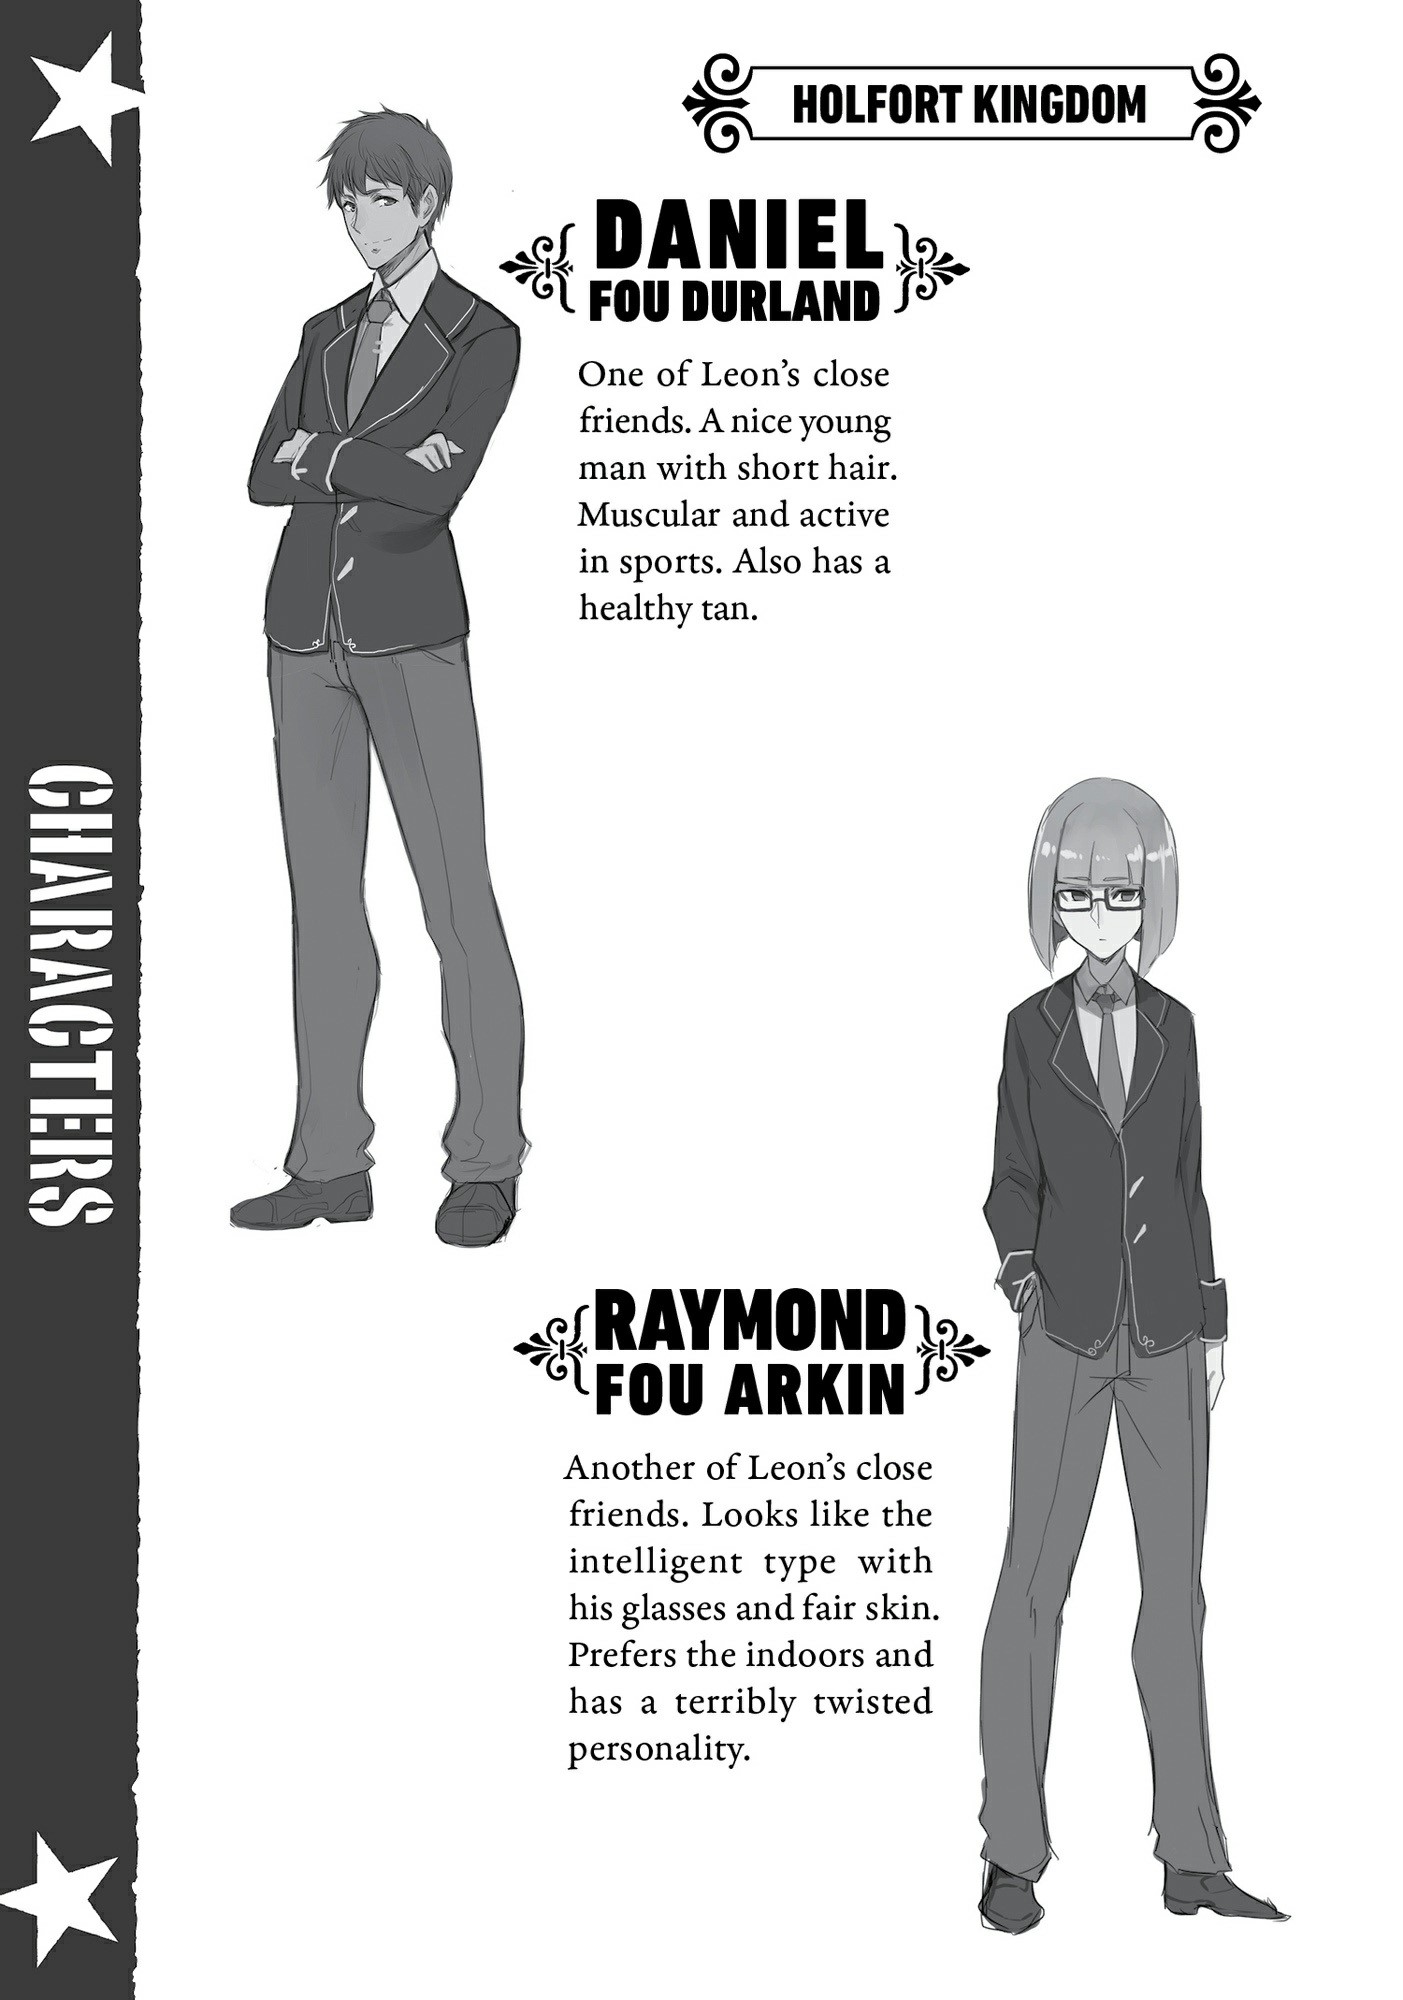 HOLFORT KINGDOM
DANIEL
FOU DURLAND
One of Leon’s close
friends. A nice young
man with short hair.
Muscular and active
in sports. Also has a
healthy tan.
CHARACTERS
RAYMOND
FOU ARKIN
Another of Leon’s close
friends. Looks like the
intelligent type with
his glasses and fair skin.
Prefers the indoors and
has a terribly twisted
personality.